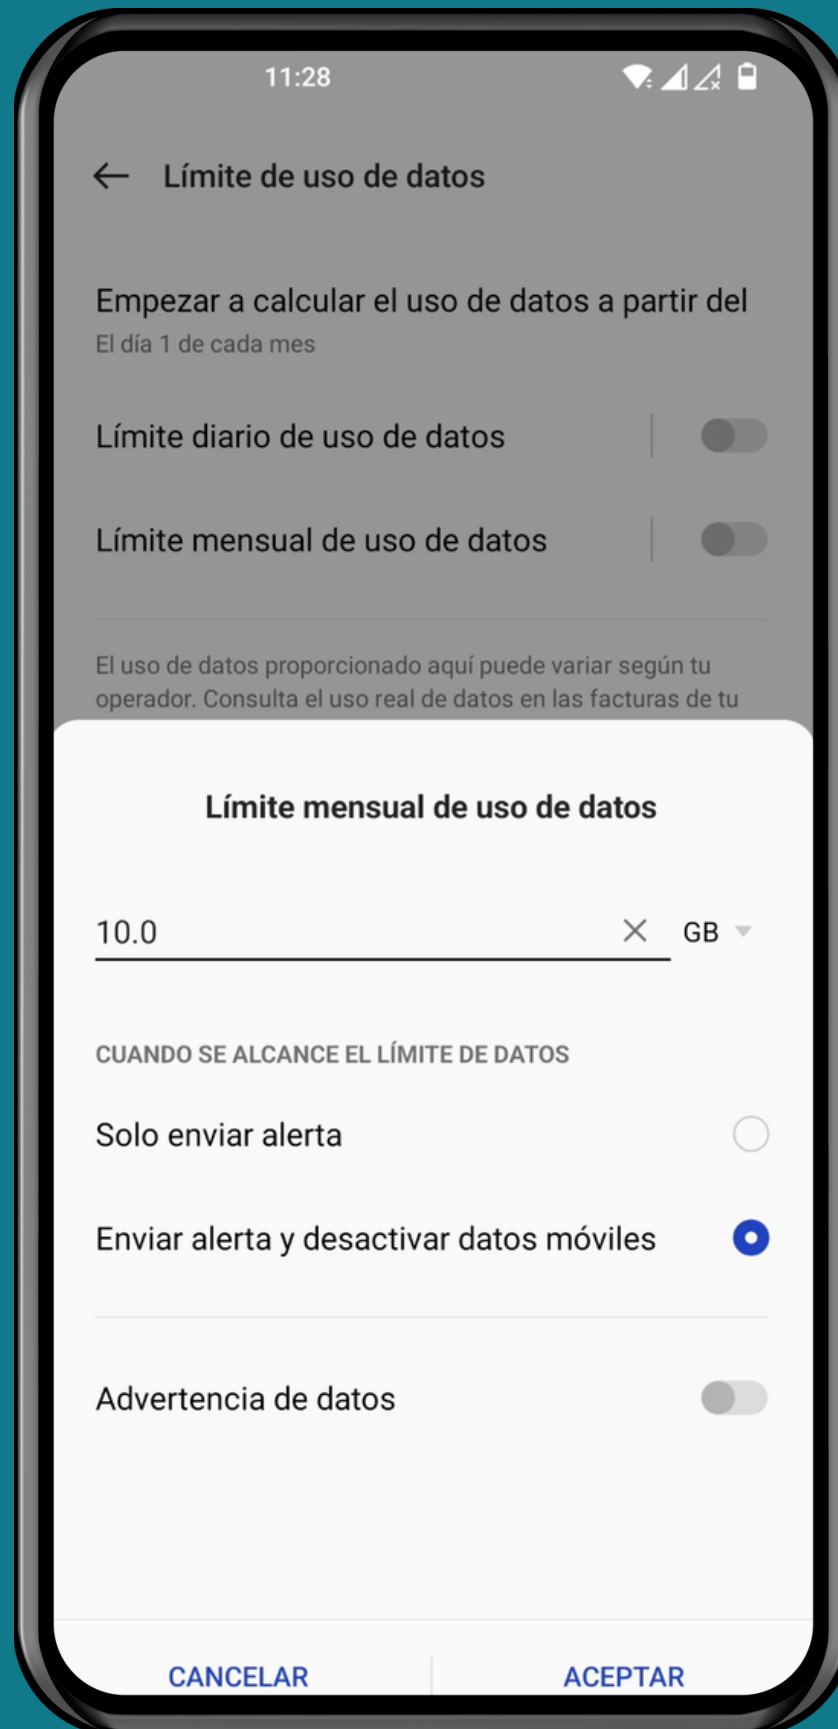 11:28
Límite de uso de datos
Empezar a calcular el uso de datos a partir del
El día 1 de cada mes
Límite diario de uso de datos
Límite mensual de uso de datos
El uso de datos proporcionado aquí puede variar según tu
operador. Consulta el uso real de datos en las facturas de tu
Límite mensual de uso de datos
10.0 GB
CUANDO SE ALCANCE EL LÍMITE DE DATOS
Solo enviar alerta
Enviar alerta y desactivar datos móviles
Advertencia de datos
CANCELAR ACEPTAR